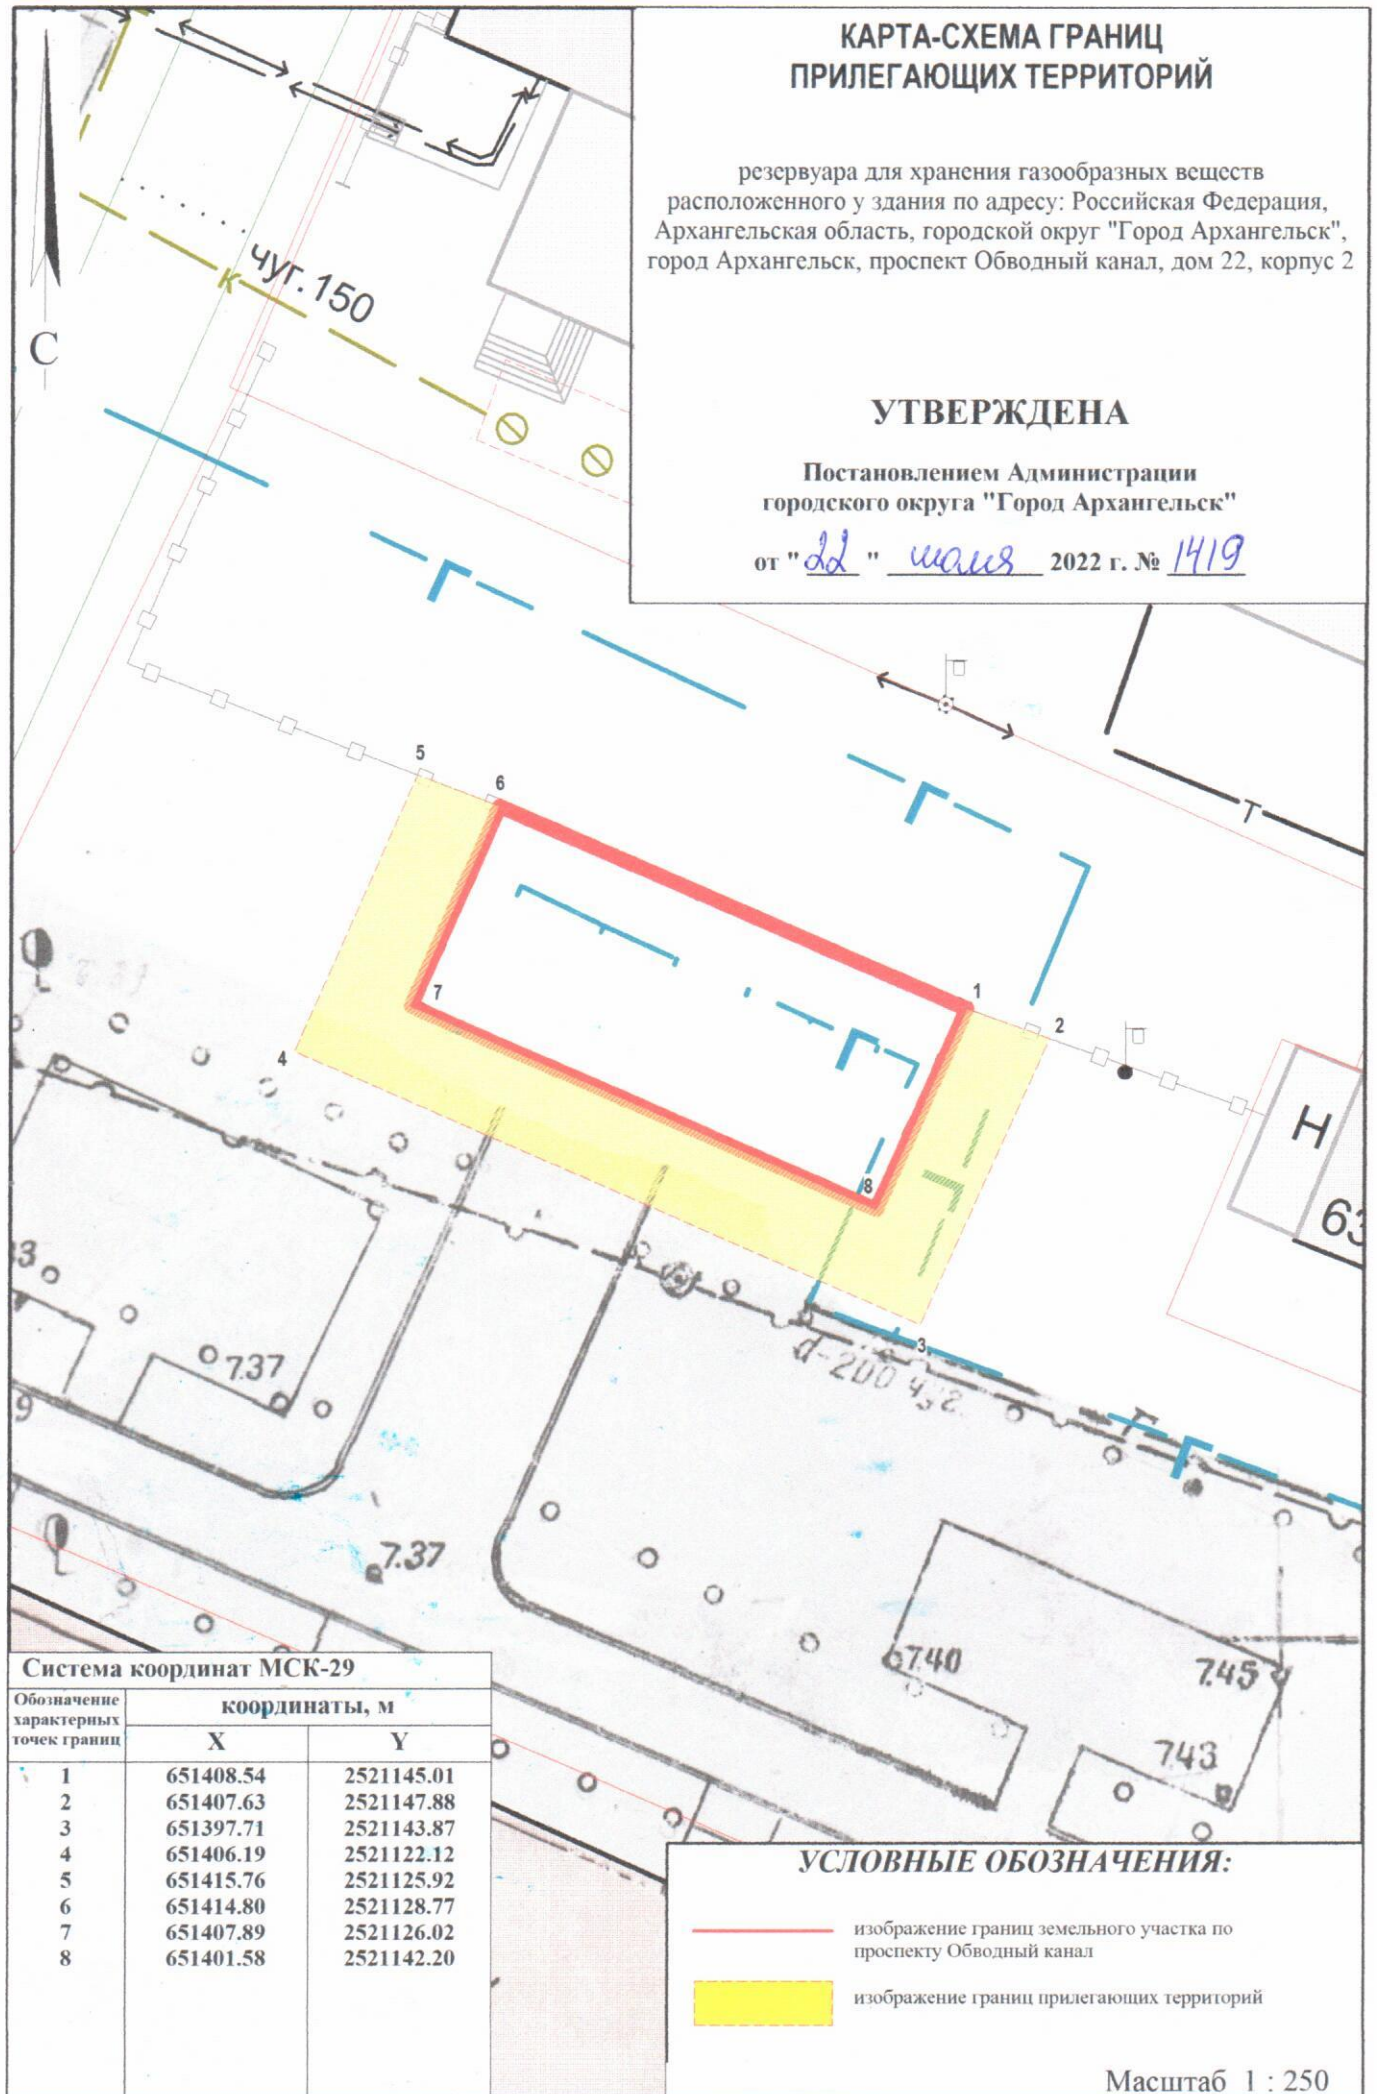 КАРТА-СХЕМА ГРАНИЦ
ПРИЛЕГАЮЩИХ ТЕРРИТОРИЙ
резервуара для хранения газообразных веществ
расположенного у здания по адресу: Российская Федерация,
Архангельская область, городской округ "Город Архангельск",
город Архангельск, проспект Обводный канал, дом 22, корпус 2
УТВЕРЖДЕНА
Постановлением Администрации
городского округа "Город Архангельск"
от "22" июля 2022 г. № 1419
С
К
чуг.150
Г
Т
5
6
Г
1
2
7
4
Г
Н
63
8
3
d-200 чуг.
Г
Г
7.37
9
7.37
7.40
7.45
7.43
Система координат МСК-29
Обозначение характерных точек границ
координаты, м
X Y
1 651408.54 2521145.01
2 651407.63 2521147.88
3 651397.71 2521143.87
4 651406.19 2521122.12
5 651415.76 2521125.92
6 651414.80 2521128.77
7 651407.89 2521126.02
8 651401.58 2521142.20
УСЛОВНЫЕ ОБОЗНАЧЕНИЯ:
изображение границ земельного участка по
проспекту Обводный канал
изображение границ прилегающих территорий
Масштаб 1 : 250